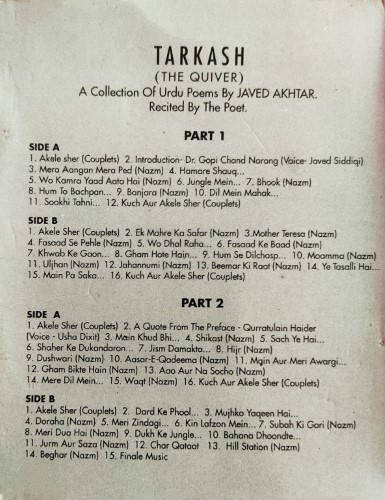 TARKASH
(THE QUIVER)
A Collection Of Urdu Poems By JAVED AKHTAR.
Recited By The Poet.
PART 1
SIDE A
1. Akele sher (Couplets) 2. Introduction- Dr. Gopi Chand Narang (Voice- Javed Siddiqi)
3. Mera Aangan Mera Ped (Nazm) 4. Hamare Shauq...
5. Wo Kamra Yaad Aata Hai (Nazm) 6. Jungle Mein... 7. Bhook (Nazm)
8. Hum To Bachpan... 9. Banjara (Nazm) 10. Dil Mein Mahak...
11. Sookhi Tahni... 12. Kuch Aur Akele Sher (Couplets)
SIDE B
1. Akele Sher (Couplets) 2. Ek Mohre Ka Safar (Nazm) 3.Mother Teresa (Nazm)
4. Fasaad Se Pehle (Nazm) 5. Wo Dhal Raha... 6. Fasaad Ke Baad (Nazm)
7. Khwab Ke Gaon... 8. Gham Hote Hain... 9. Hum Se Dilchasp... 10. Moamma (Nazm)
11. Uljhan (Nazm) 12. Jahannumi (Nazm) 13. Beemar Ki Raat (Nazm) 14. Ye Tasalli Hai...
15. Main Pa Saka... 16. Kuch Aur Akele Sher (Couplets)
PART 2
SIDE A
1. Akele Sher (Couplets) 2. A Quote From The Preface - Qurratulain Haider
(Voice - Usha Dixit) 3. Main Khud Bhi... 4. Shikast (Nazm) 5. Sach Ye Hai...
6. Shaher Ke Dukandaron... 7. Jism Damakta... 8. Hijr (Nazm)
9. Dushwari (Nazm) 10. Aasar-E-Qadeema (Nazm) 11. Main Aur Meri Awargi...
12. Gham Bikte Hain (Nazm) 13. Aao Aur Na Socho (Nazm)
14. Mere Dil Mein... 15. Waqt (Nazm) 16. Kuch Aur Akele Sher (Couplets)
SIDE B
1. Akele Sher (Couplets) 2. Dard Ke Phool... 3. Mujhko Yaqeen Hai...
4. Doraha (Nazm) 5. Meri Zindagi... 6. Kin Lafzon Mein... 7. Subah Ki Gori (Nazm)
8. Meri Dua Hai (Nazm) 9. Dukh Ke Jungle... 10. Bahana Dhoondte...
11. Jurm Aur Saza (Nazm) 12. Char Qataat 13. Hill Station (Nazm)
14. Beghar (Nazm) 15. Finale Music